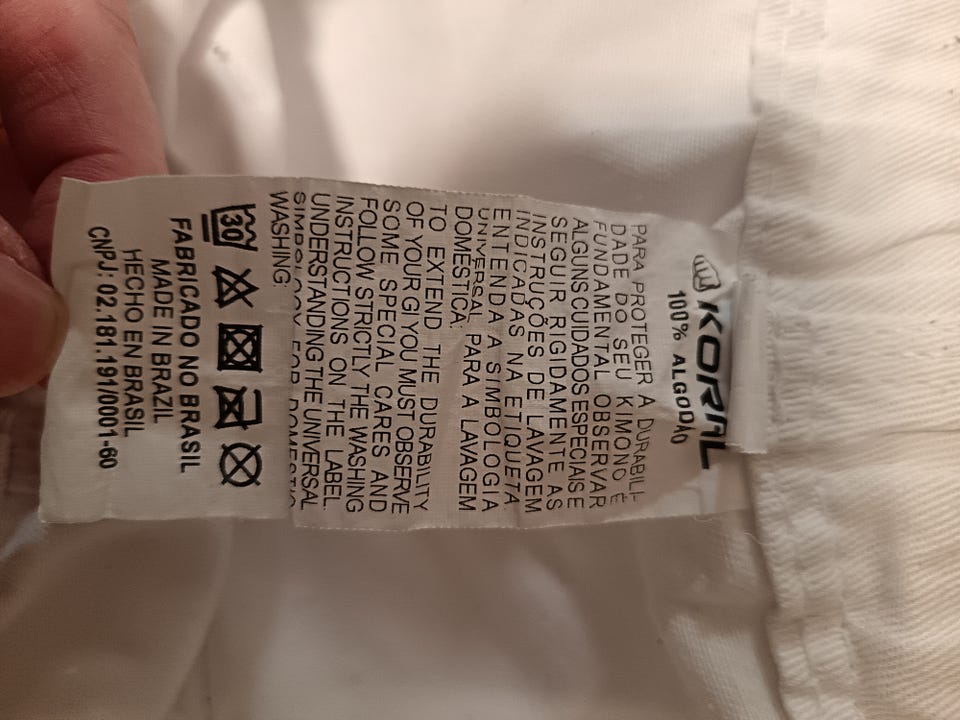 KORAL
100% ALGODÃO
PARA PROTEGER A DURABILI-
DADE DO SEU KIMONO É
FUNDAMENTAL OBSERVAR
ALGUNS CUIDADOS ESPECIAIS E
SEGUIR RIGIDAMENTE AS
INSTRUÇÕES DE LAVAGEM
INDICADAS NA ETIQUETA.
ENTENDA A SIMBOLOGIA
UNIVERSAL PARA A LAVAGEM
DOMÉSTICA:
TO EXTEND THE DURABILITY
OF YOUR GI YOU MUST OBSERVE
SOME SPECIAL CARES AND
FOLLOW STRICTLY THE WASHING
INSTRUCTIONS ON THE LABEL.
UNDERSTANDING THE UNIVERSAL
SIMBOLOGY FOR DOMESTIC
WASHING:
30
FABRICADO NO BRASIL
MADE IN BRAZIL
HECHO EN BRASIL
CNPJ: 02.181.191/0001-60